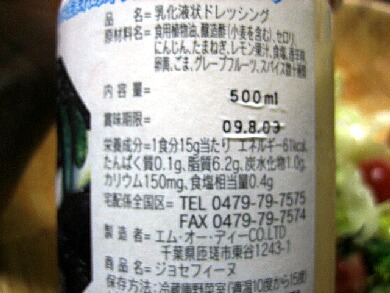 品　名=乳化液状ドレッシング
原材料名=食用植物油、醸造酢(小麦を含む)、セロリ
にんじん、たまねぎ、レモン果汁、食塩、
卵黄、ごま、グレープフルーツ、スパイス数十種類
内容量= 500ml
賞味期限= 09.8.03
栄養成分=1食分15g当たり エネルギー61kcal,
たんぱく質0.1g, 脂質6.2g, 炭水化物1.0g,
カリウム150mg, 食塩相当量0.4g
宅配係全国区= TEL 0479-79-7575
FAX 0479-79-7574
製造者=エム・オー・ディーCO.LTD
千葉県匝瑳市東谷1243-1
商品名=ジョセフィーヌ
保存方法=冷蔵庫野菜室(適温10度から15度)